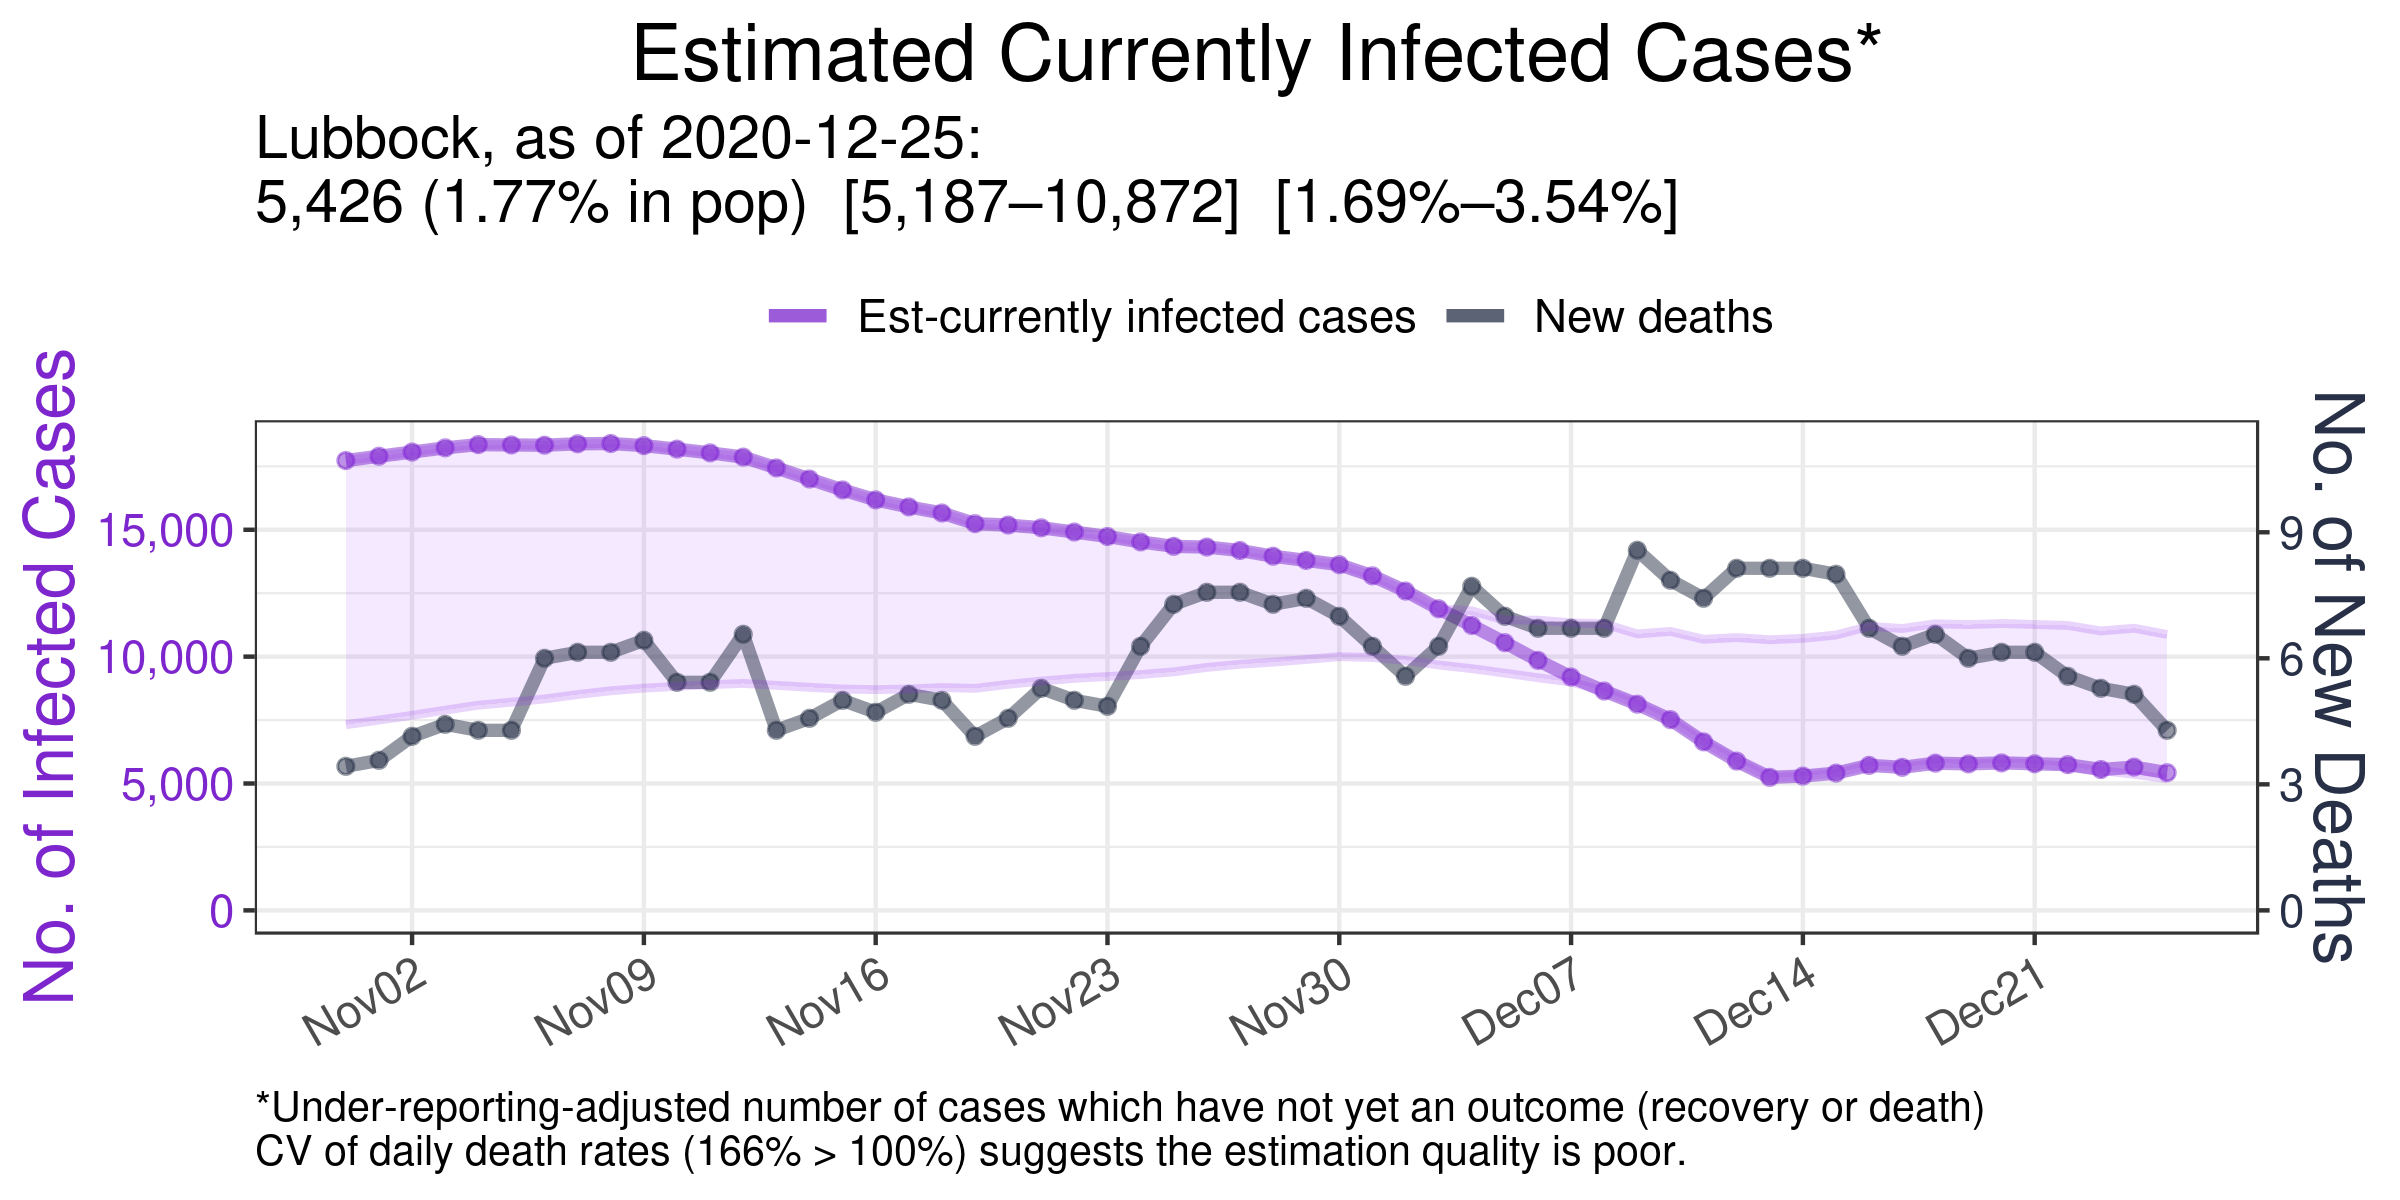 Estimated Currently Infected Cases*
Lubbock, as of 2020-12-25:
5,426 (1.77% in pop)  [5,187–10,872]  [1.69%–3.54%]
Est-currently infected cases
New deaths
No. of Infected Cases
15,000
10,000
5,000
0
No. of New Deaths
9
6
3
0
Nov02
Nov09
Nov16
Nov23
Nov30
Dec07
Dec14
Dec21
*Under-reporting-adjusted number of cases which have not yet an outcome (recovery or death)
CV of daily death rates (166% > 100%) suggests the estimation quality is poor.